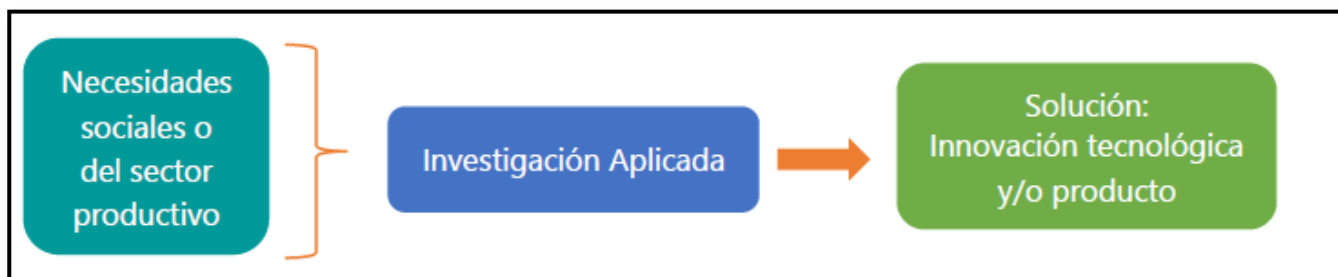 Necesidades
sociales o
del sector
productivo
Investigación Aplicada
Solución:
Innovación tecnológica
y/o producto